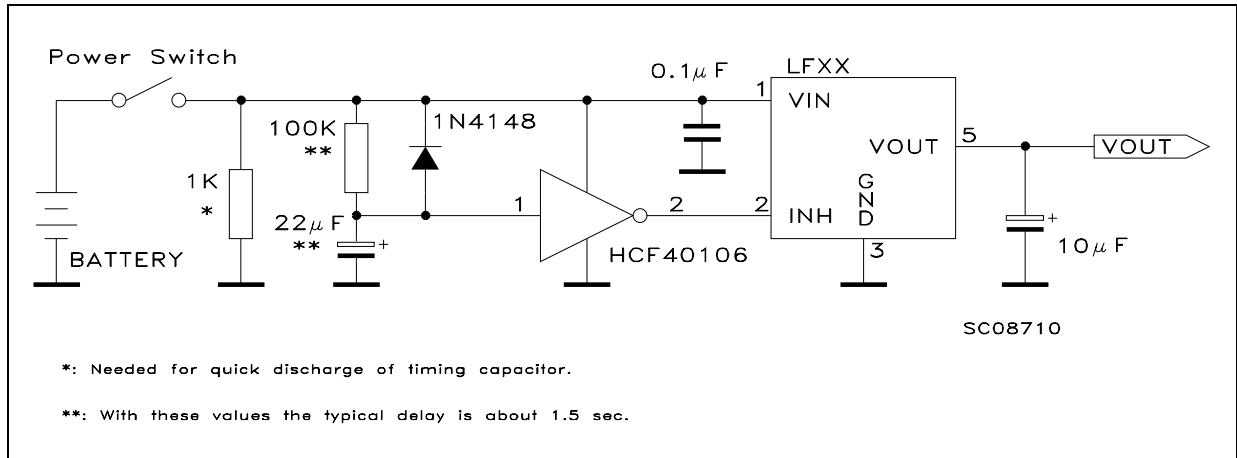 Power Switch
0.1μF
LFXX
1
VIN
100K
**
1N4148
VOUT
5
VOUT
1K
*
22μF
**
+
1
2
2
INH
GND
3
+
10μF
BATTERY
HCF40106
SC08710
*: Needed for quick discharge of timing capacitor.
**: With these values the typical delay is about 1.5 sec.